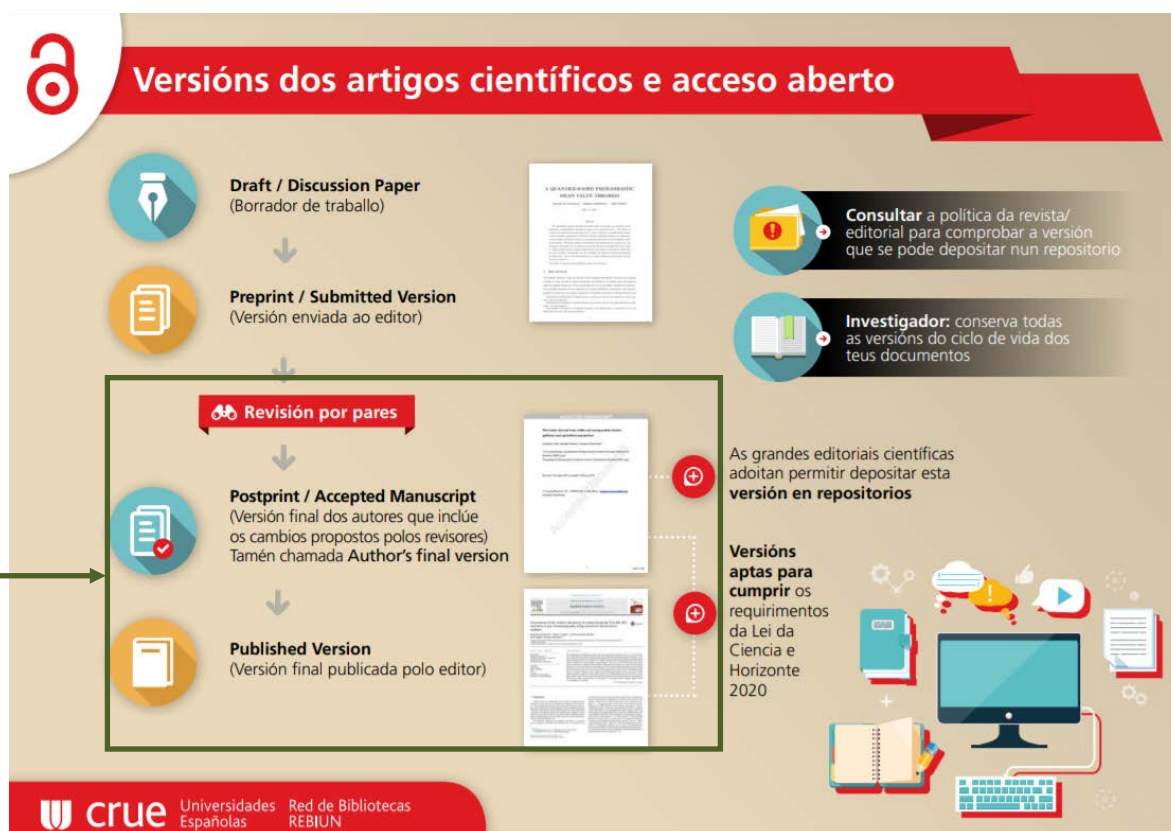 Versións dos artigos científicos e acceso aberto
Draft / Discussion Paper
(Borrador de traballo)
Preprint / Submitted Version
(Versión enviada ao editor)
Revisión por pares
Postprint / Accepted Manuscript
(Versión final dos autores que inclúe
os cambios propostos polos revisores)
Tamén chamada Author's final version
Published Version
(Versión final publicada polo editor)
Consultar a política da revista/
editorial para comprobar a versión
que se pode depositar nun repositorio
Investigador: conserva todas
as versións do ciclo de vida dos
teus documentos
As grandes editoriais científicas
adoitan permitir depositar esta
versión en repositorios
Versións
aptas para
cumprir os
requirimentos
da Lei da
Ciencia e
Horizonte
2020
crue
Universidades
Españolas
Red de Bibliotecas
REBIUN